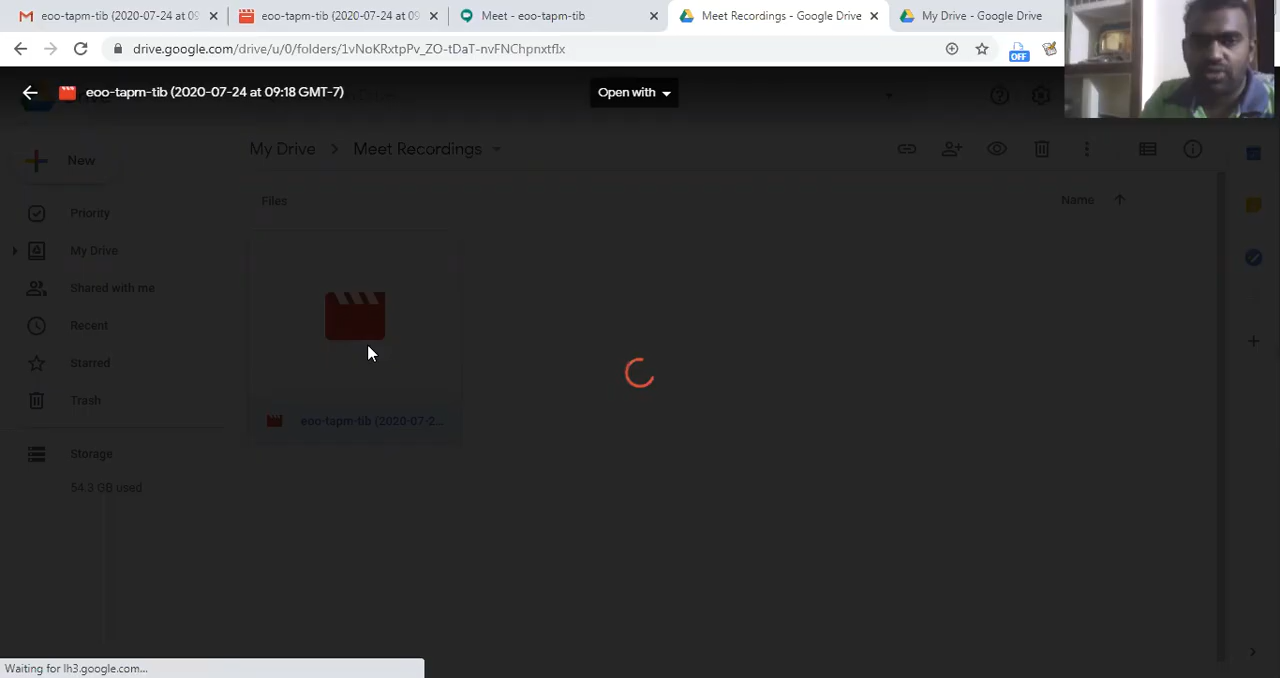 eoo-tapm-tib (2020-07-24 at 09:
eoo-tapm-tib (2020-07-24 at 09
Meet - eoo-tapm-tib
Meet Recordings - Google Drive
My Drive - Google Drive
drive.google.com/drive/u/0/folders/1vNoKRxtpPv_ZO-tDaT-nvFNChpnxtfIx
OFF
eoo-tapm-tib (2020-07-24 at 09:18 GMT-7)
Open with
My Drive > Meet Recordings
New
Files
Name
Priority
My Drive
Shared with me
Recent
Starred
Trash
eoo-tapm-tib (2020-07-2...
Storage
54.3 GB used
Waiting for lh3.google.com...